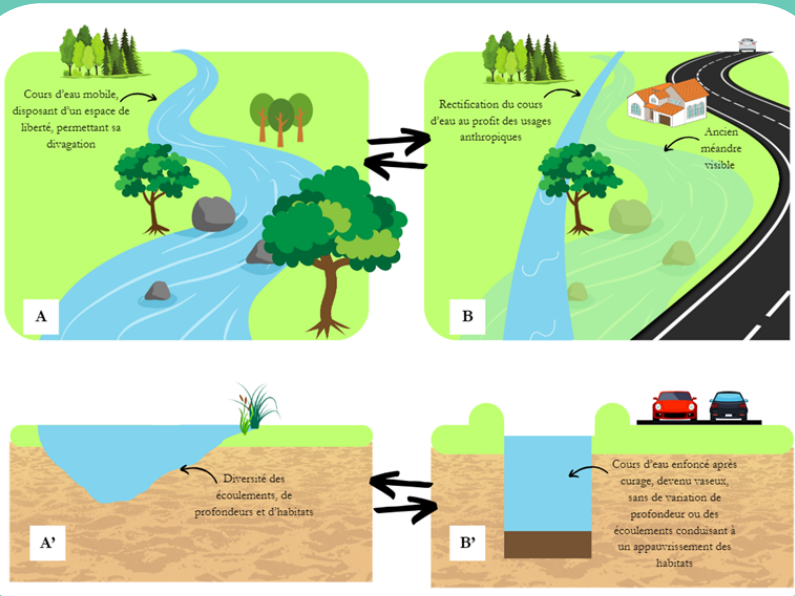 Cours d'eau mobile,
disposant d'un espace de
liberté, permettant sa
divagation
A
Rectification du cours
d'eau au profit des usages
anthropiques
Ancien
méandre
visible
B
Diversité des
écoulements, de
profondeurs et d'habitats
A'
Cours d'eau enfoncé après
curage, devenu vaseux,
sans de variation de
profondeur ou des
écoulements conduisant à
un appauvrissement des
habitats
B'